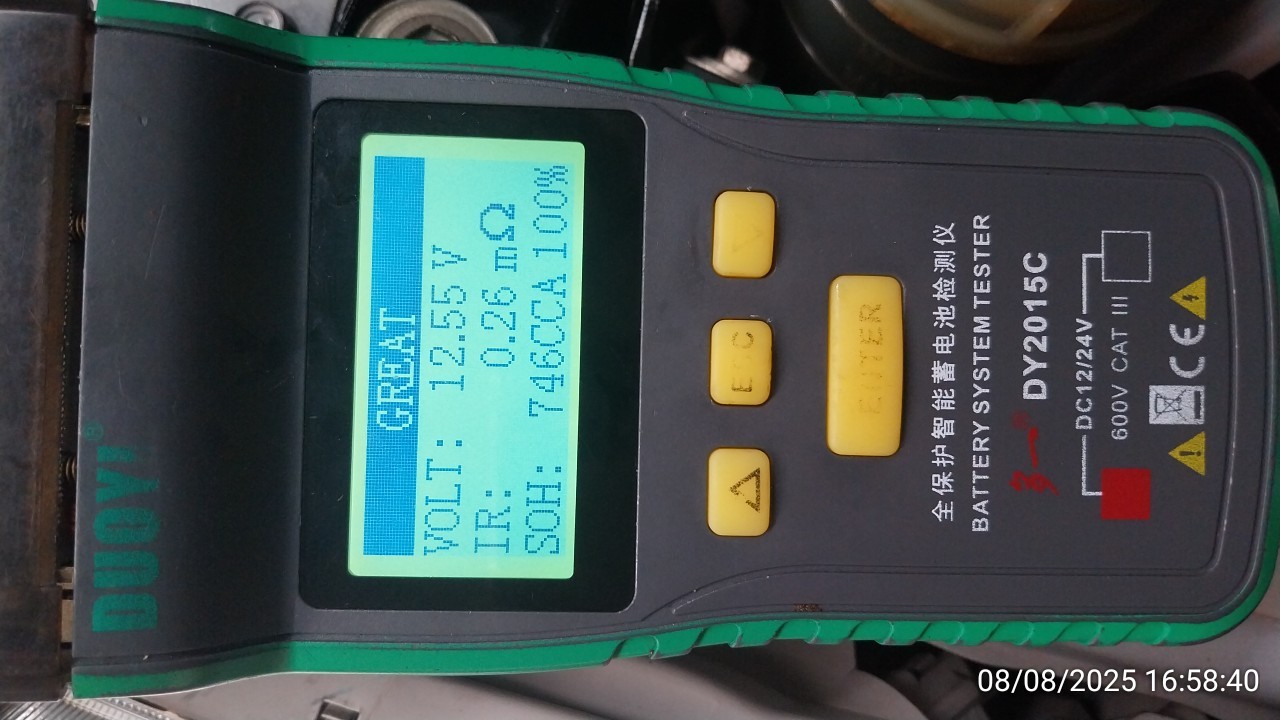 DUOYI®
GREAT
VOLT: 12.55 V
IR: 0.26 mΩ
SOH: 746CCA 100%
ENTER
全保护智能蓄电池检测仪
BATTERY SYSTEM TESTER
多一® DY2015C
DC12/24V
600V CAT III
CE
08/08/2025 16:58:40